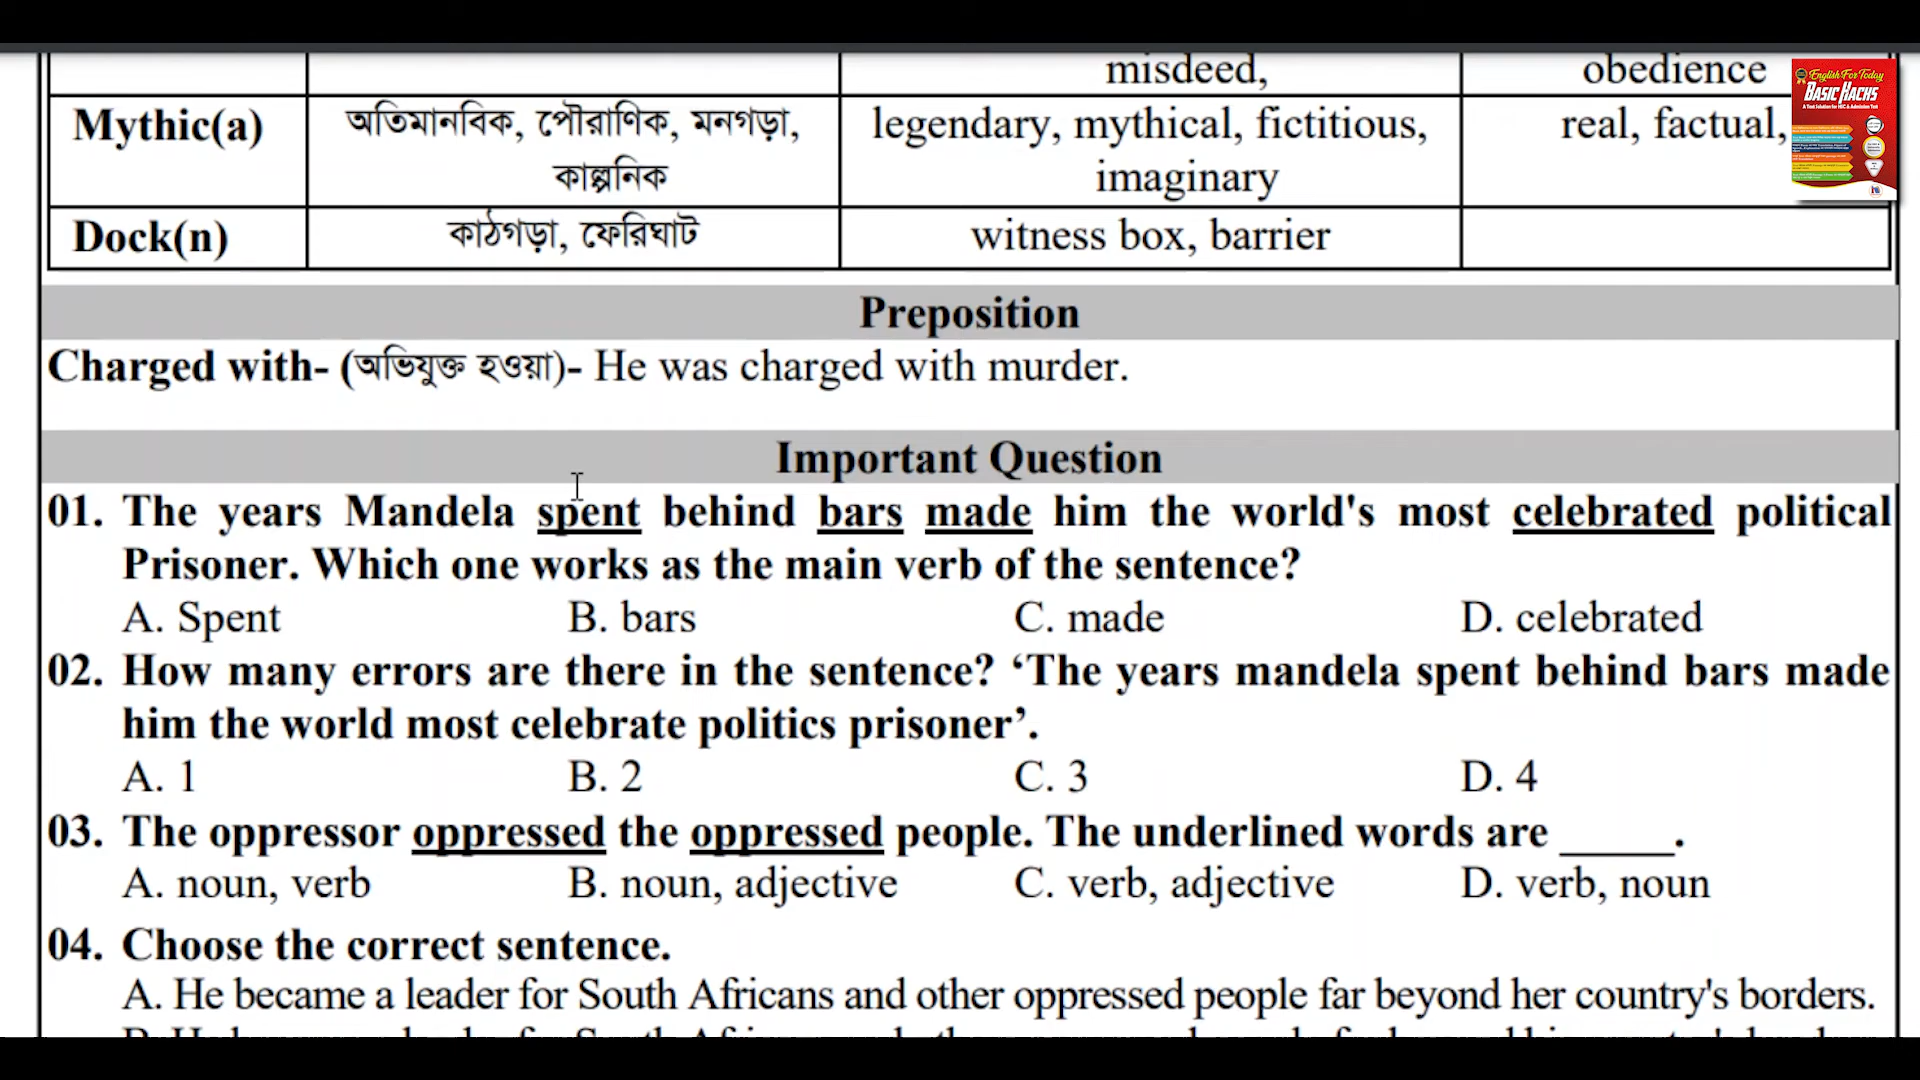 misdeed, obedience
English For Today
BASIC HACKS
Mythic(a) অতিমানবিক, পৌরাণিক, মনগড়া, legendary, mythical, fictitious, real, factual,
কাল্পনিক imaginary
Dock(n) কাঠগড়া, ফেরিঘাট witness box, barrier
Preposition
Charged with- (অভিযুক্ত হওয়া)- He was charged with murder.
Important Question
01. The years Mandela spent behind bars made him the world's most celebrated political
Prisoner. Which one works as the main verb of the sentence?
A. Spent B. bars C. made D. celebrated
02. How many errors are there in the sentence? ‘The years mandela spent behind bars made
him the world most celebrate politics prisoner’.
A. 1 B. 2 C. 3 D. 4
03. The oppressor oppressed the oppressed people. The underlined words are _____.
A. noun, verb B. noun, adjective C. verb, adjective D. verb, noun
04. Choose the correct sentence.
A. He became a leader for South Africans and other oppressed people far beyond her country's borders.